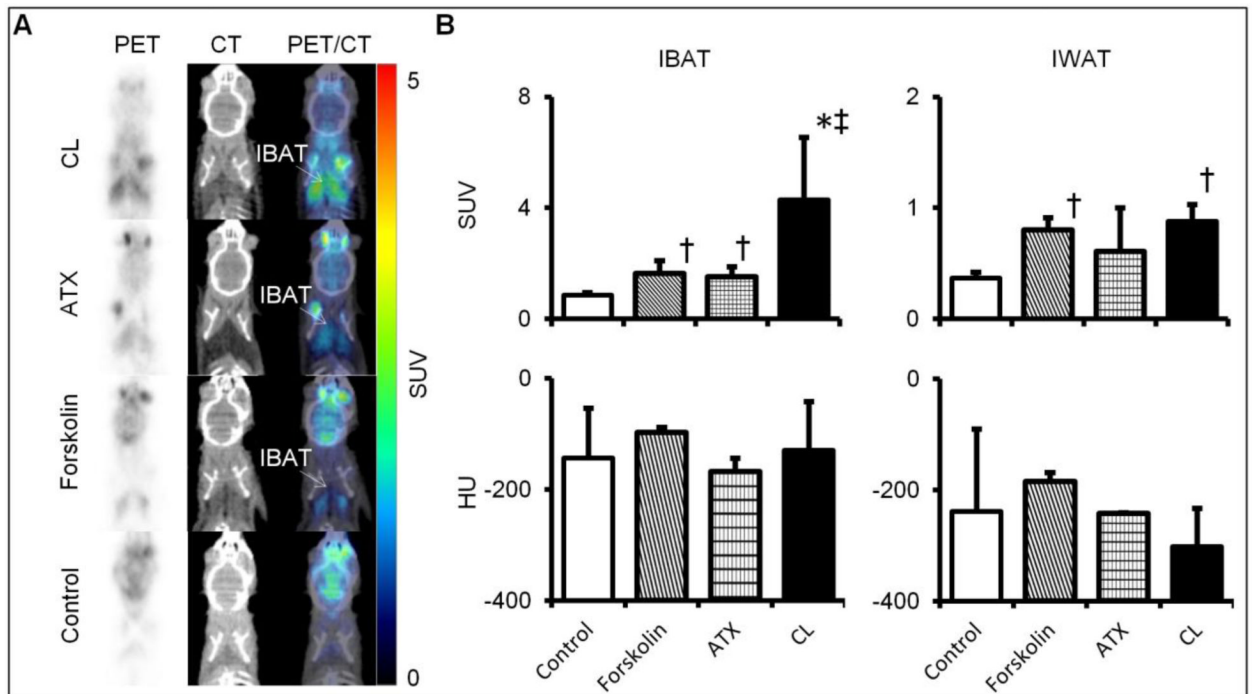 A
PET CT PET/CT
CL
IBAT
ATX
IBAT
Forskolin
IBAT
Control
5
SUV
0
B
IBAT
8
4
0
SUV
†
†
*‡
IWAT
2
1
0
†
†
0
-200
-400
HU
Control
Forskolin
ATX
CL
0
-200
-400
Control
Forskolin
ATX
CL